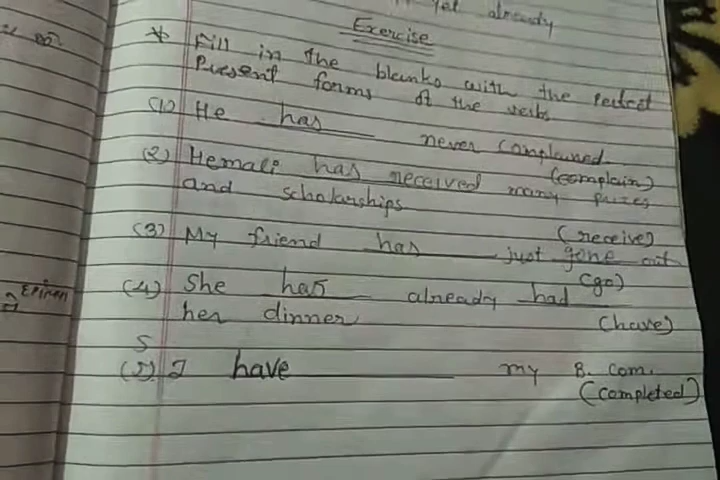 yet already
Exercise
* Fill in the blanks with the perfect
Present forms of the verbs
(1) He has never complained.
(complain)
(2) Hemali has received many prizes
and scholarships
(receive)
(3) My friend has just gone out
(go)
(4) She has already had
her dinner (have)
5
(5) I have my B. com.
(completed)